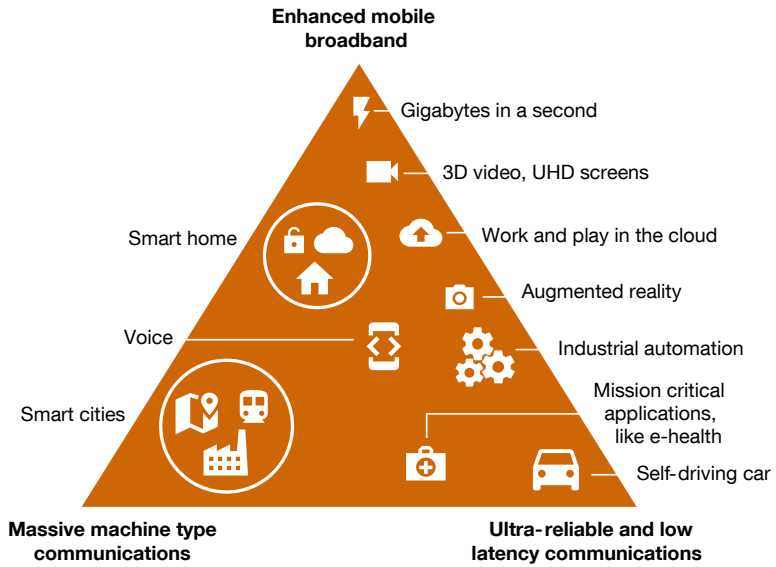 Enhanced mobile
broadband
Gigabytes in a second
3D video, UHD screens
Smart home
Work and play in the cloud
Augmented reality
Voice
Industrial automation
Mission critical
applications,
like e-health
Smart cities
Self-driving car
Massive machine type
communications
Ultra-reliable and low
latency communications